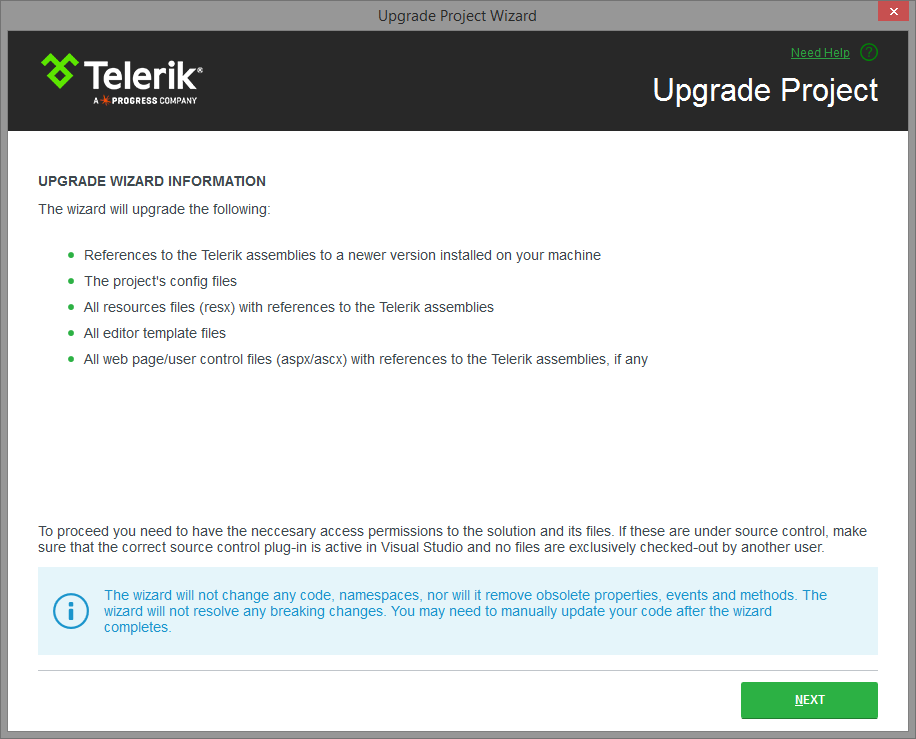 Upgrade Project Wizard
Need Help ?
Telerik®
A PROGRESS COMPANY
Upgrade Project
UPGRADE WIZARD INFORMATION
The wizard will upgrade the following:
References to the Telerik assemblies to a newer version installed on your machine
The project's config files
All resources files (resx) with references to the Telerik assemblies
All editor template files
All web page/user control files (aspx/ascx) with references to the Telerik assemblies, if any
To proceed you need to have the neccesary access permissions to the solution and its files. If these are under source control, make
sure that the correct source control plug-in is active in Visual Studio and no files are exclusively checked-out by another user.
The wizard will not change any code, namespaces, nor will it remove obsolete properties, events and methods. The
wizard will not resolve any breaking changes. You may need to manually update your code after the wizard
completes.
NEXT